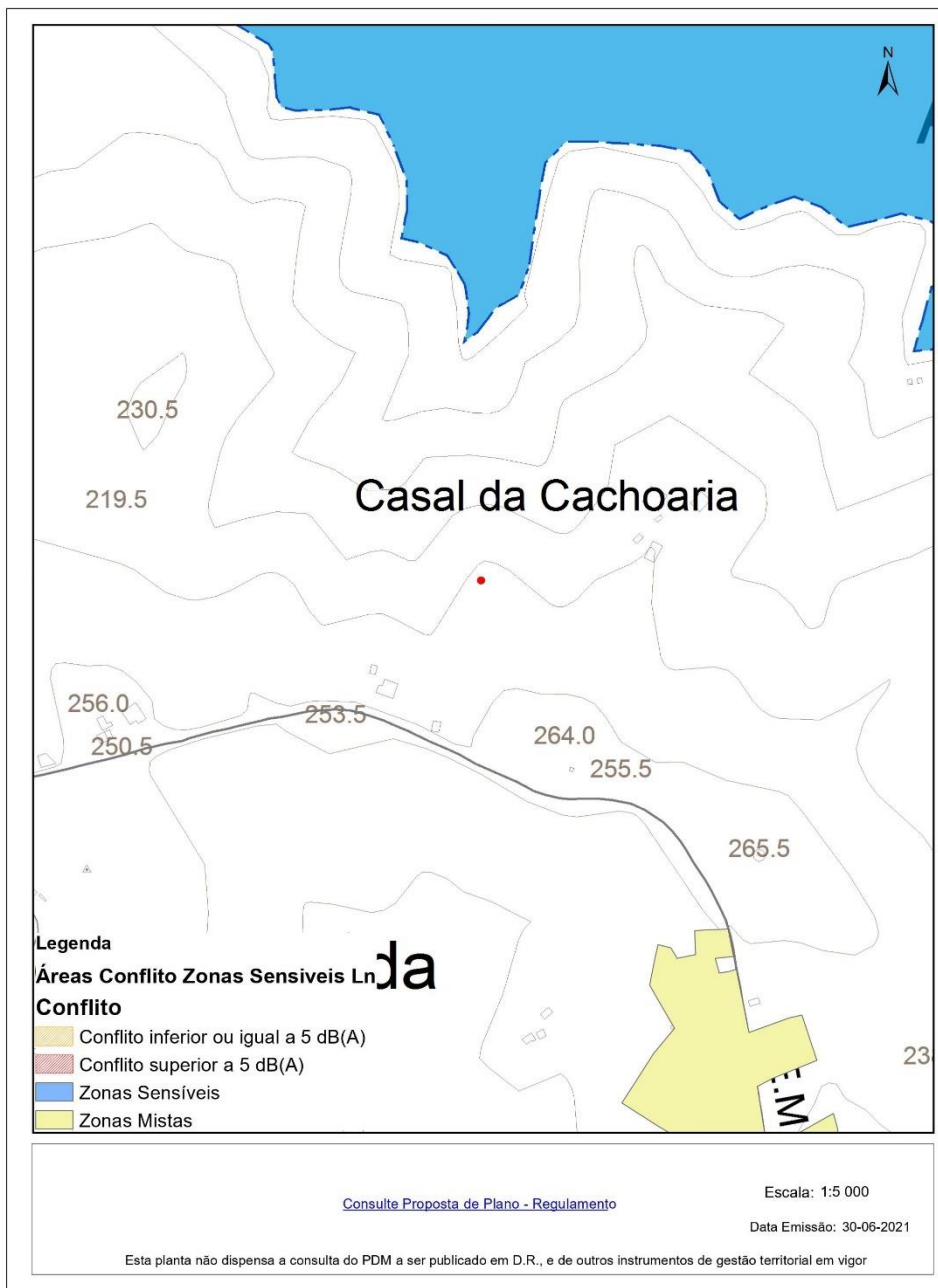 N
A
230.5
Casal da Cachoaria
219.5
256.0
253.5
250.5
264.0
255.5
265.5
Legenda
da
Áreas Conflito Zonas Sensiveis Ln
Conflito
Conflito inferior ou igual a 5 dB(A)
Conflito superior a 5 dB(A)
Zonas Sensíveis
Zonas Mistas
23
E.M
Consulte Proposta de Plano - Regulamento
Escala: 1:5 000
Data Emissão: 30-06-2021
Esta planta não dispensa a consulta do PDM a ser publicado em D.R., e de outros instrumentos de gestão territorial em vigor